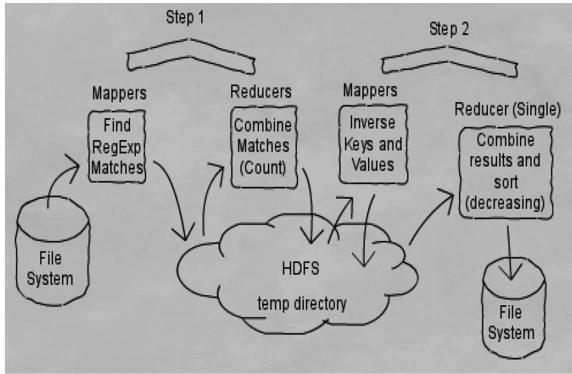 Step 1
Step 2
Mappers
Find
RegExp
Matches
Reducers
Combine
Matches
(Count)
Mappers
Inverse
Keys and
Values
Reducer (Single)
Combine
results and
sort
(decreasing)
File
System
HDFS
temp directory
File
System